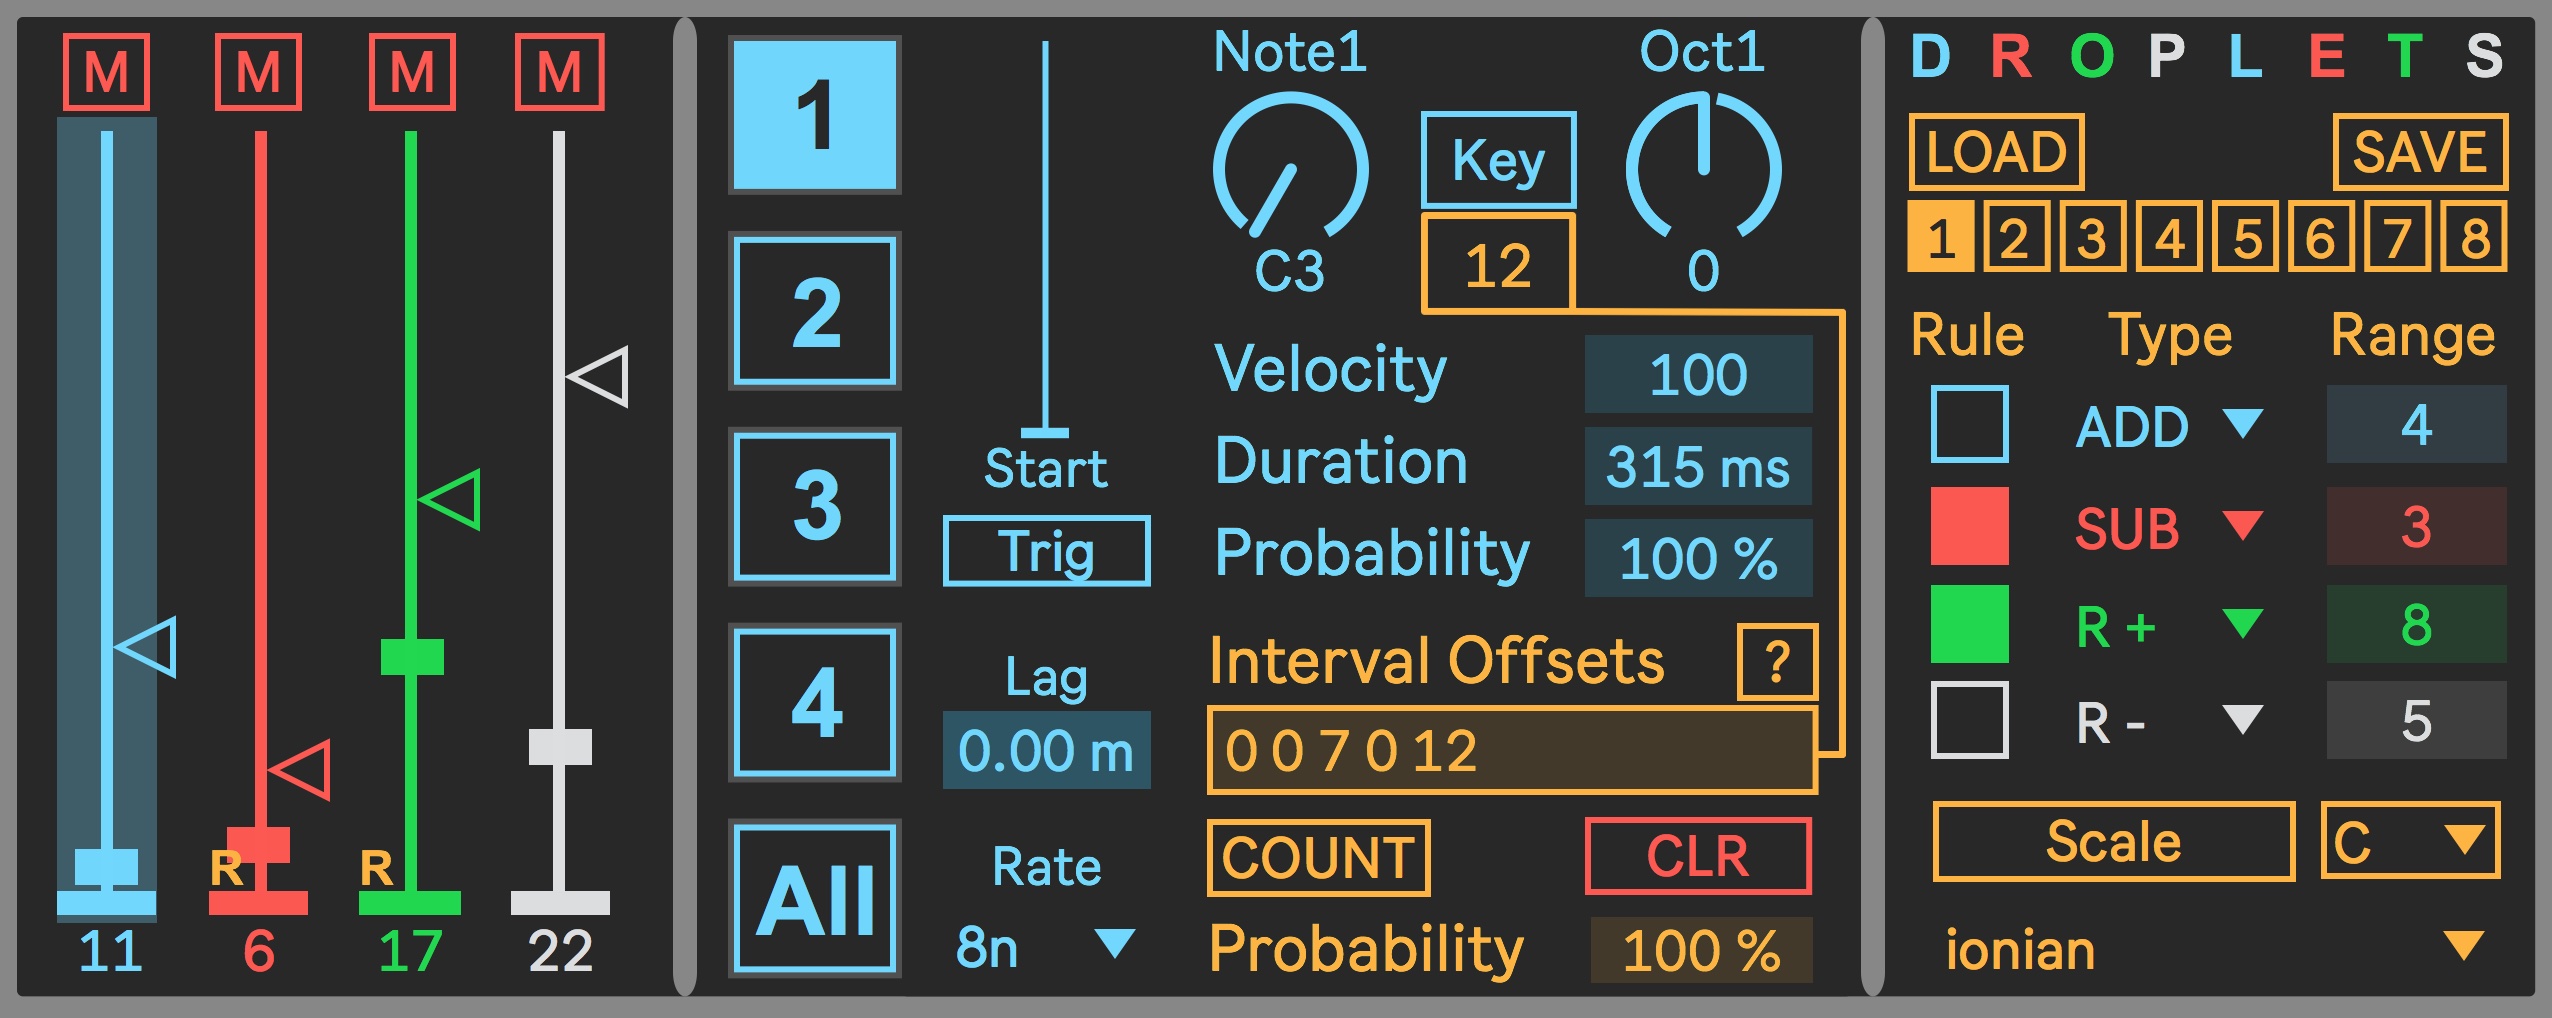 M M M M
R R
11 6 17 22
1
2
3
4
All
Start
Trig
Lag
0.00 m
Rate
8n
Note1
C3
Key
12
Oct1
0
Velocity 100
Duration 315 ms
Probability 100 %
Interval Offsets ?
0 0 7 0 12
COUNT CLR
Probability 100 %
D R O P L E T S
LOAD SAVE
1 2 3 4 5 6 7 8
Rule Type Range
ADD 4
SUB 3
R + 8
R - 5
Scale C
ionian